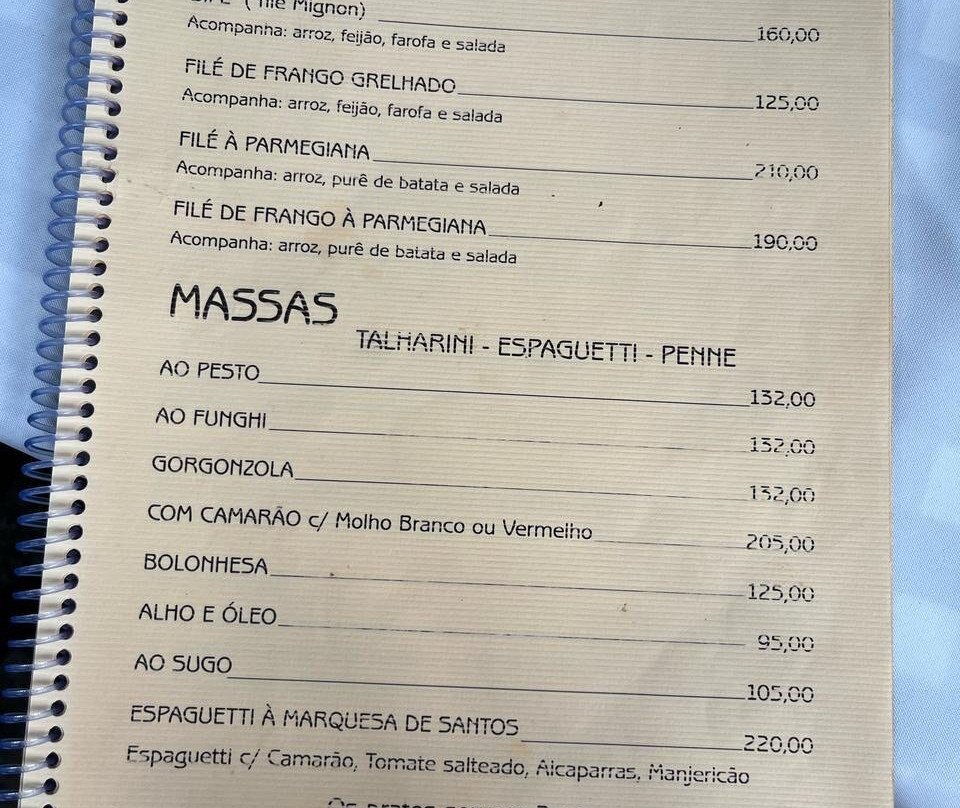 (Filé Mignon) 160,00
Acompanha: arroz, feijão, farofa e salada
FILÉ DE FRANGO GRELHADO 125,00
Acompanha: arroz, feijão, farofa e salada
FILÉ À PARMEGIANA 210,00
Acompanha: arroz, purê de batata e salada
FILÉ DE FRANGO À PARMEGIANA 190,00
Acompanha: arroz, purê de batata e salada
MASSAS
TALHARINI - ESPAGUETTI - PENNE
AO PESTO 132,00
AO FUNGHI 132,00
GORGONZOLA 132,00
COM CAMARÃO c/ Molho Branco ou Vermelho 205,00
BOLONHESA 125,00
ALHO E ÓLEO 95,00
AO SUGO 105,00
ESPAGUETTI À MARQUESA DE SANTOS 220,00
Espaguetti c/ Camarão, Tomate salteado, Alcaparras, Manjericão